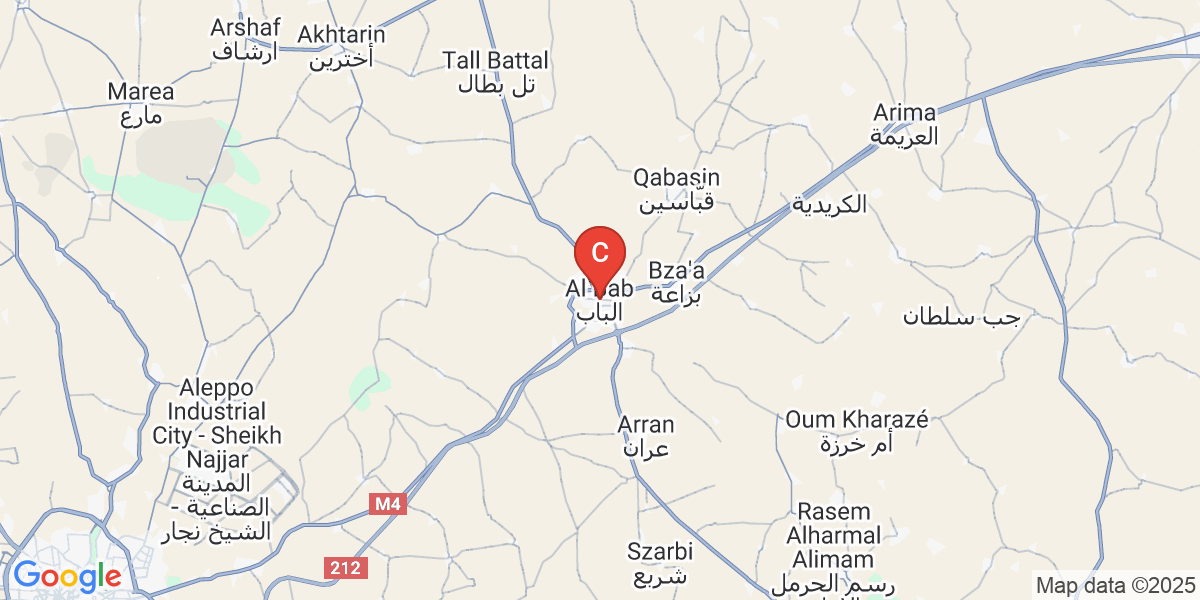 Arshaf
ارشاف
Akhtarin
أخترين
Tall Battal
تل بطال
Marea
مارع
Arima
العريمة
Qabasin
قبّاسين
الكريدية
C
Al Bab
الباب
Bza'a
بزاعة
جب سلطان
Aleppo
Industrial
City - Sheikh
Najjar
المدينة
الصناعية -
الشيخ نجار
Arran
عران
Oum Kharazé
أم خرزة
M4
212
Rasem
Alharmal
Alimam
رسم الحرمل
Szarbi
شربع
Google
Map data ©2025